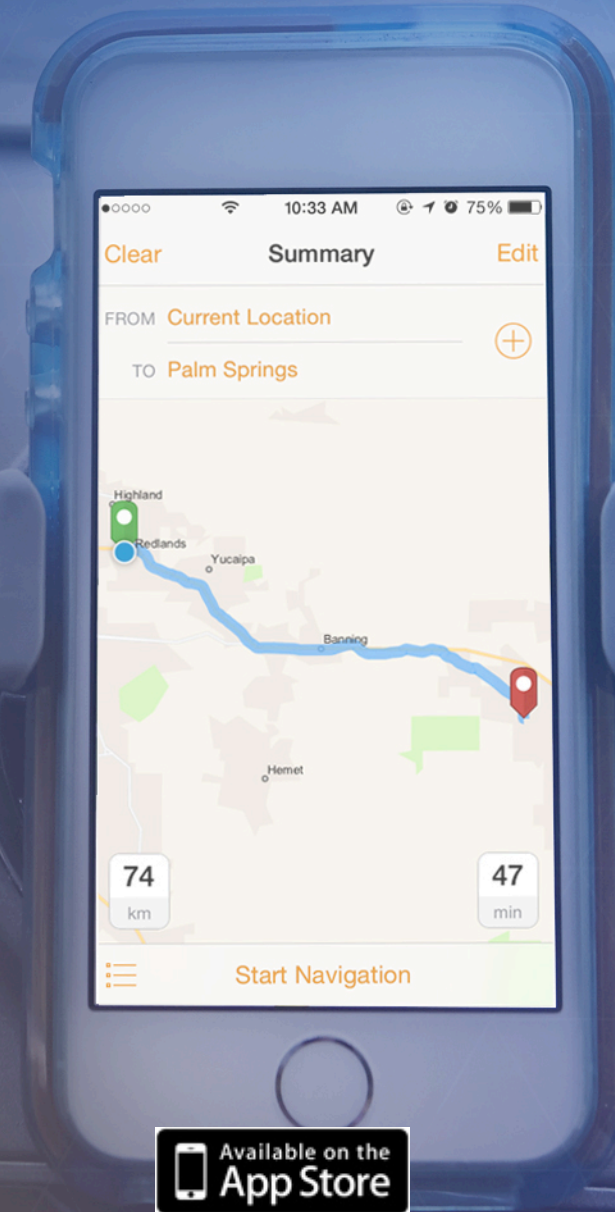 10:33 AM 75%
Clear Summary Edit
FROM Current Location
TO Palm Springs
Highland
Redlands
Yucaipa
Banning
Hemet
74 47
km min
Start Navigation
Available on the
App Store